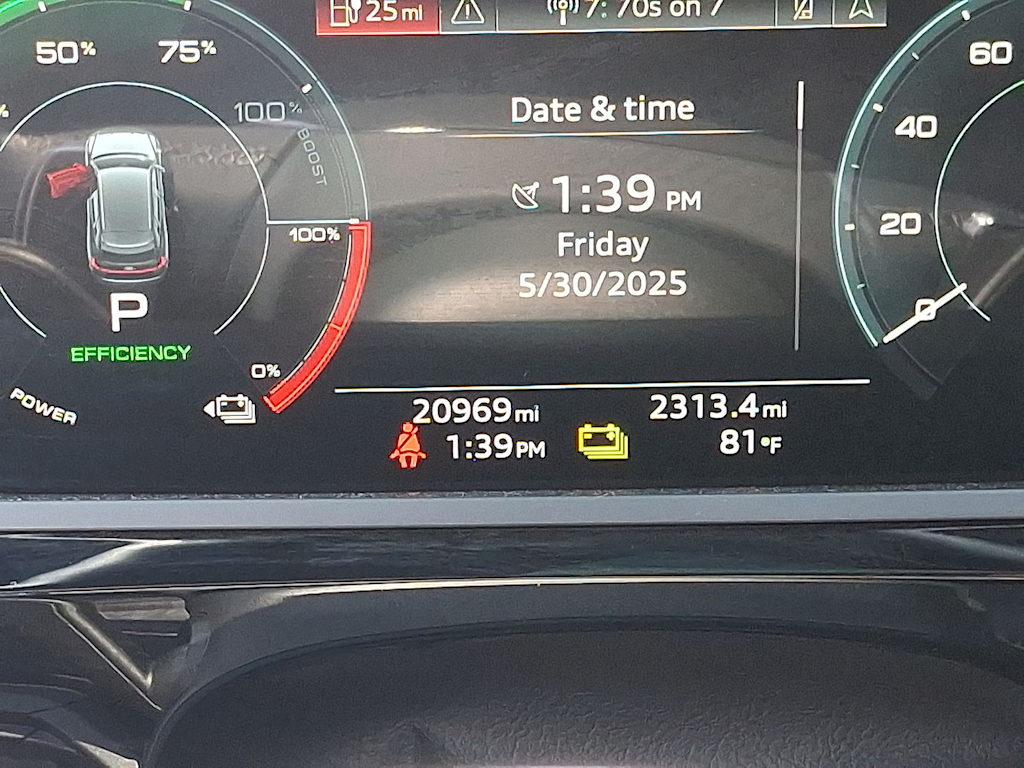 25 mi
7: 70s on 7
50% 75%
100%
BOOST
100%
P
EFFICIENCY
0%
POWER
Date & time
1:39 PM
Friday
5/30/2025
60
40
20
0
20969 mi
2313.4 mi
1:39 PM
81°F